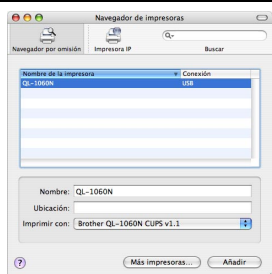 Navegador de impresoras
Navegador por omisión
Impresora IP
Buscar
Nombre de la impresora
Conexión
QL-1060N
USB
Nombre: QL-1060N
Ubicación:
Imprimir con: Brother QL-1060N CUPS v1.1
?
Más impresoras...
Añadir